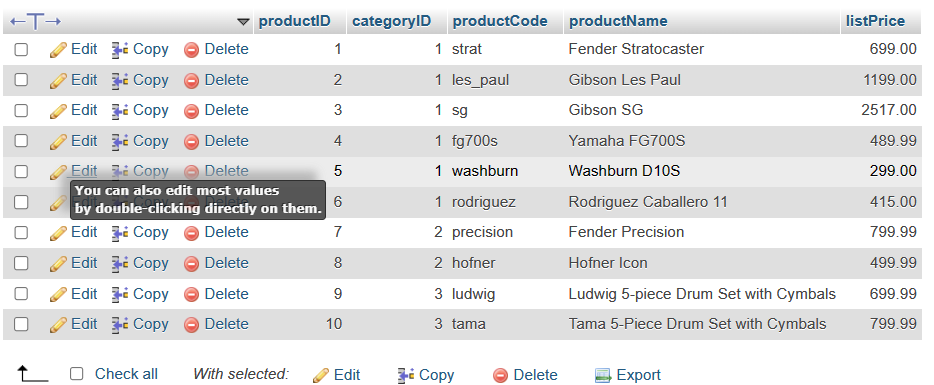 productID categoryID productCode productName listPrice
Edit Copy Delete 1 1 strat Fender Stratocaster 699.00
Edit Copy Delete 2 1 les_paul Gibson Les Paul 1199.00
Edit Copy Delete 3 1 sg Gibson SG 2517.00
Edit Copy Delete 4 1 fg700s Yamaha FG700S 489.99
Edit Copy Delete 5 1 washburn Washburn D10S 299.00
You can also edit most values
by double-clicking directly on them.
6 1 rodriguez Rodriguez Caballero 11 415.00
Edit Copy Delete 7 2 precision Fender Precision 799.99
Edit Copy Delete 8 2 hofner Hofner Icon 499.99
Edit Copy Delete 9 3 ludwig Ludwig 5-piece Drum Set with Cymbals 699.99
Edit Copy Delete 10 3 tama Tama 5-Piece Drum Set with Cymbals 799.99
Check all With selected: Edit Copy Delete Export